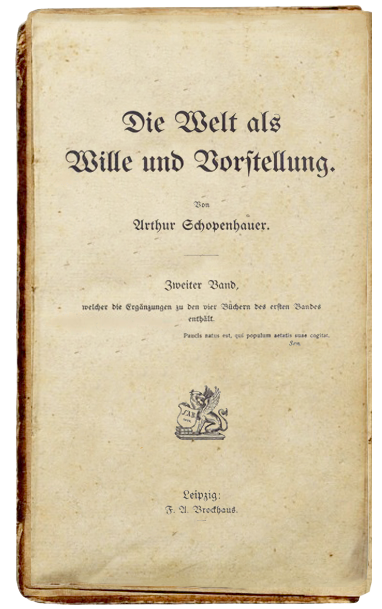 Die Welt als
Wille und Vorstellung.
Von
Arthur Schopenhauer.
Zweiter Band,
welcher die Ergänzungen zu den vier Büchern des ersten Bandes
enthält.
Paucis natus est, qui populum aetatis suae cogitat.
Sen.
FAB
Leipzig:
F. A. Brockhaus.